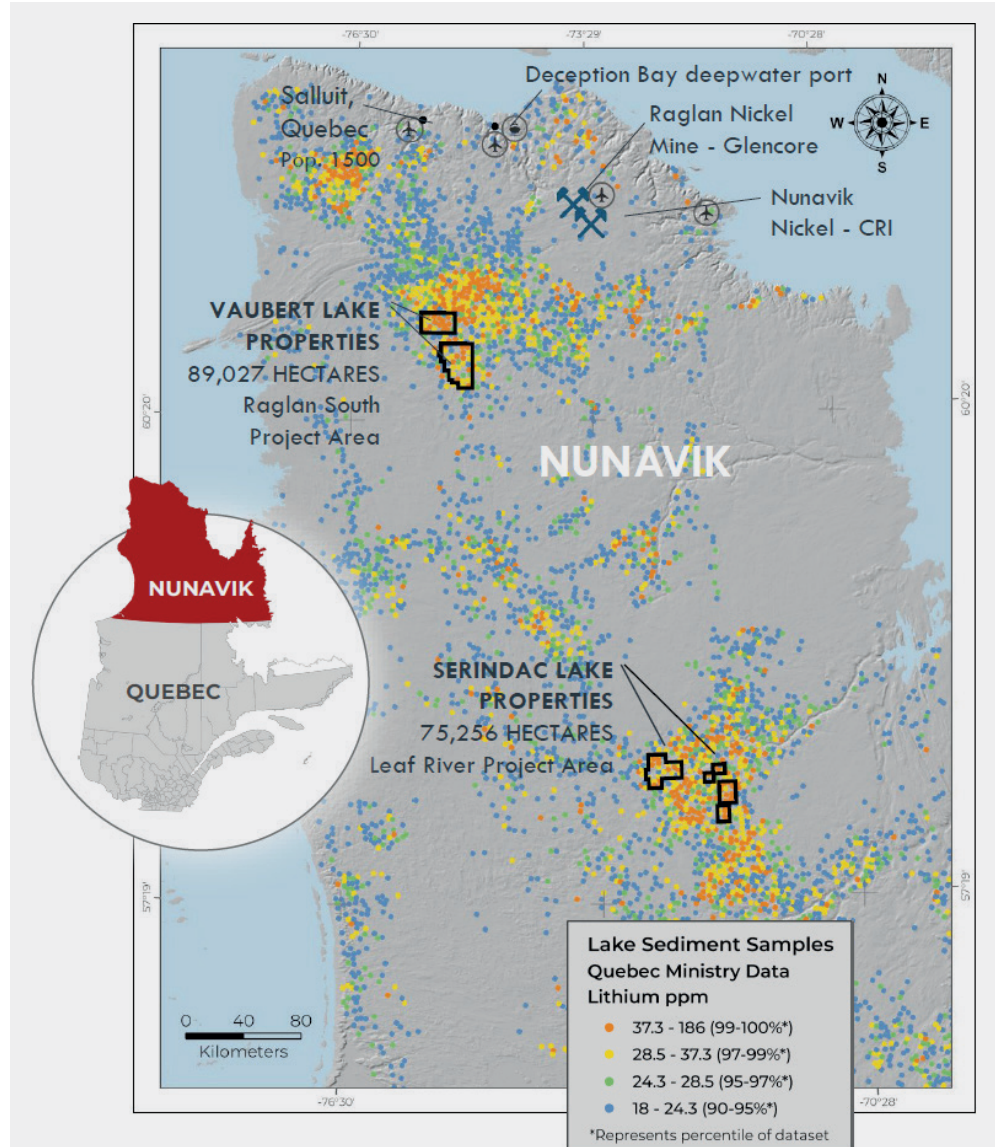 -76°30'
-73°29'
-70°28'
Deception Bay deepwater port
Salluit,
Quebec
Pop. 1500
Raglan Nickel
Mine - Glencore
N
W
E
S
Nunavik
Nickel - CRI
VAUBERT LAKE
PROPERTIES
89,027 HECTARES
Raglan South
Project Area
60°20'
60°20'
NUNAVIK
NUNAVIK
QUEBEC
SERINDAC LAKE
PROPERTIES
75,256 HECTARES
Leaf River Project Area
57°19'
57°19'
0 40 80
Kilometers
Lake Sediment Samples
Quebec Ministry Data
Lithium ppm
37.3 - 186 (99-100%*)
28.5 - 37.3 (97-99%*)
24.3 - 28.5 (95-97%*)
18 - 24.3 (90-95%*)
*Represents percentile of dataset
-76°30'
-70°28'